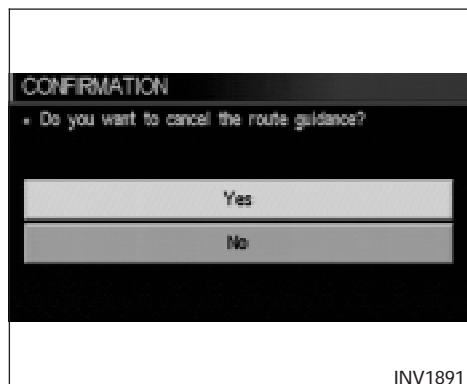 CONFIRMATION
• Do you want to cancel the route guidance?
Yes
No
INV1891